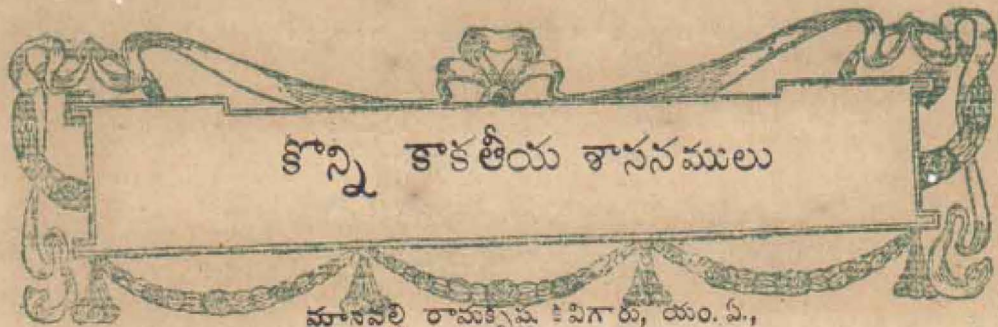 కొన్ని కాకతీయ శాసనములు
మానవల్లి రామకృష్ణ కవిగారు, యం. ఏ.,